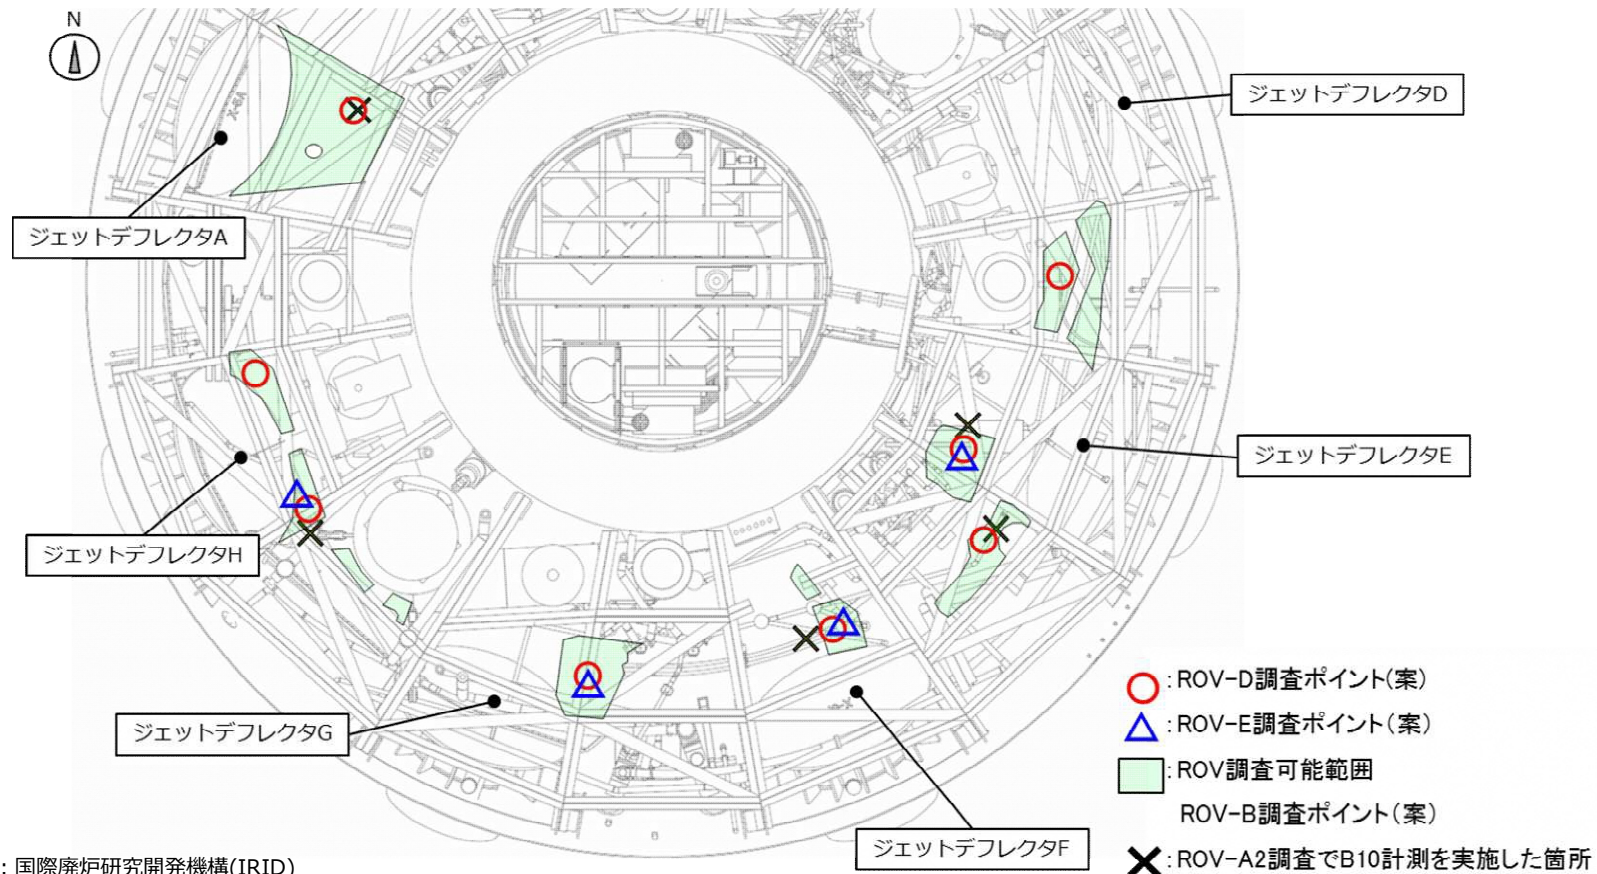 N
ジェットデフレクタD
ジェットデフレクタA
ジェットデフレクタE
ジェットデフレクタH
ジェットデフレクタG
ジェットデフレクタF
X-6A
○:ROV-D調査ポイント(案)
△:ROV-E調査ポイント(案)
:ROV調査可能範囲
ROV-B調査ポイント(案)
×:ROV-A2調査でB10計測を実施した箇所
:国際廃炉研究開発機構(IRID)